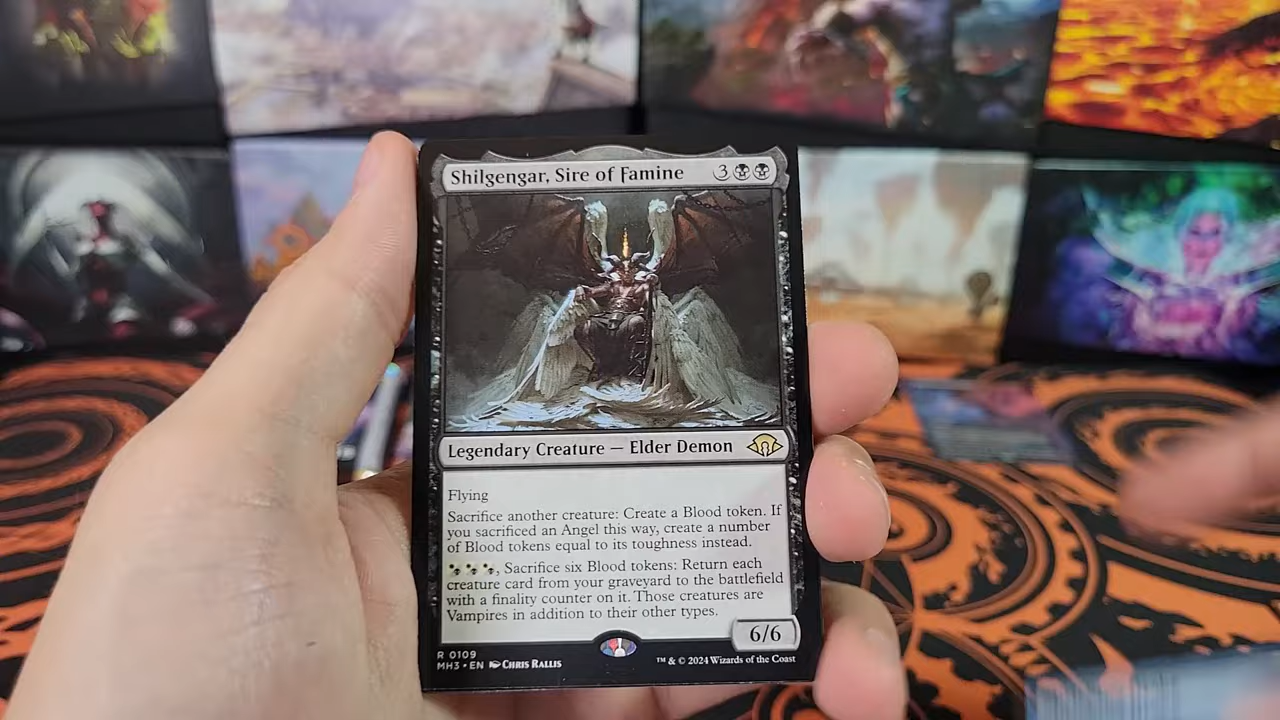 Shilgengar, Sire of Famine 3
Legendary Creature — Elder Demon
Flying
Sacrifice another creature: Create a Blood token. If
you sacrificed an Angel this way, create a number
of Blood tokens equal to its toughness instead.
, Sacrifice six Blood tokens: Return each
creature card from your graveyard to the battlefield
with a finality counter on it. Those creatures are
Vampires in addition to their other types.
6/6
R 0109
MH3 • EN CHRIS RALLIS
™ & © 2024 Wizards of the Coast